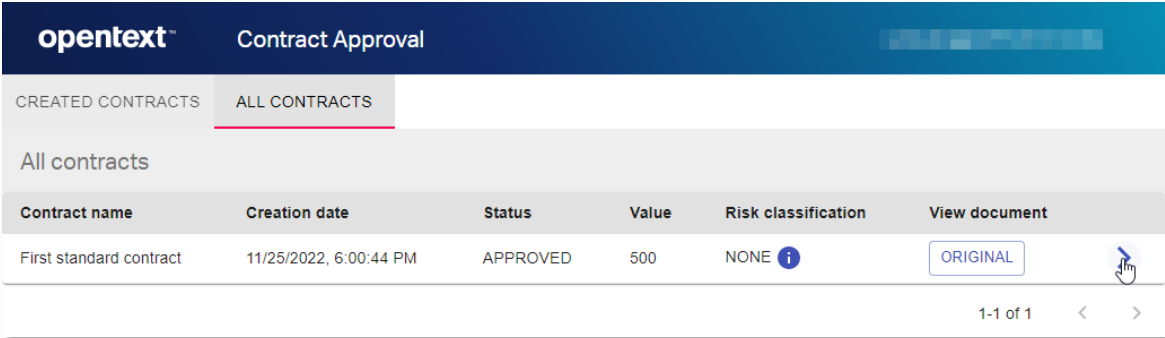 opentext™ Contract Approval
CREATED CONTRACTS ALL CONTRACTS
All contracts
Contract name Creation date Status Value Risk classification View document
First standard contract 11/25/2022, 6:00:44 PM APPROVED 500 NONE i ORIGINAL
1-1 of 1